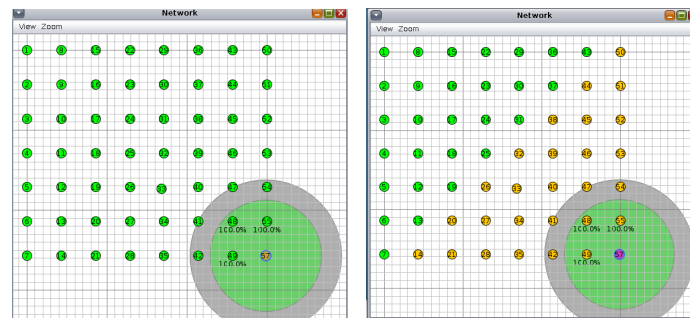 Network
View Zoom
1 8 15 22 29 36 43 50
2 9 16 23 30 37 44 51
3 10 17 24 31 38 45 52
4 11 18 25 32 39 46 53
5 12 19 26 33 40 47 54
6 13 20 27 34 41 48 55
100.0% 100.0%
7 14 21 28 35 42 49 57
100.0%
Network
View Zoom
1 8 15 22 29 36 43 50
2 9 16 23 30 37 44 51
3 10 17 24 31 38 45 52
4 11 18 25 32 39 46 53
5 12 19 26 33 40 47 54
6 13 20 27 34 41 48 55
100.0% 100.0%
7 14 21 28 35 42 49 57
100.0%